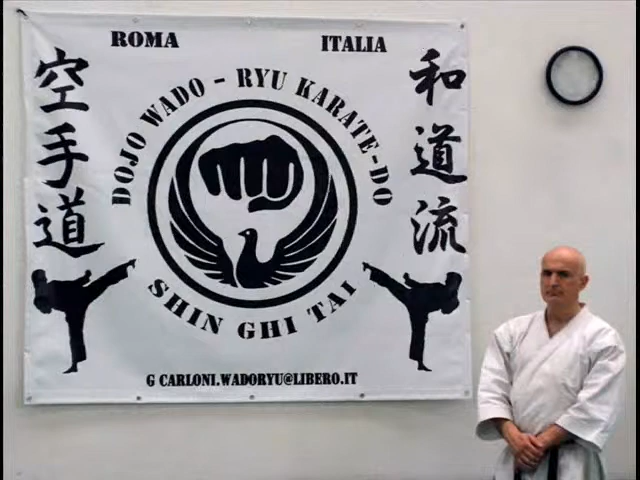 ROMA
ITALIA
空手道
DOJO WADO - RYU KARATE-DO
和道流
SHIN GHI TAI
G CARLONI.WADORYU@LIBERO.IT